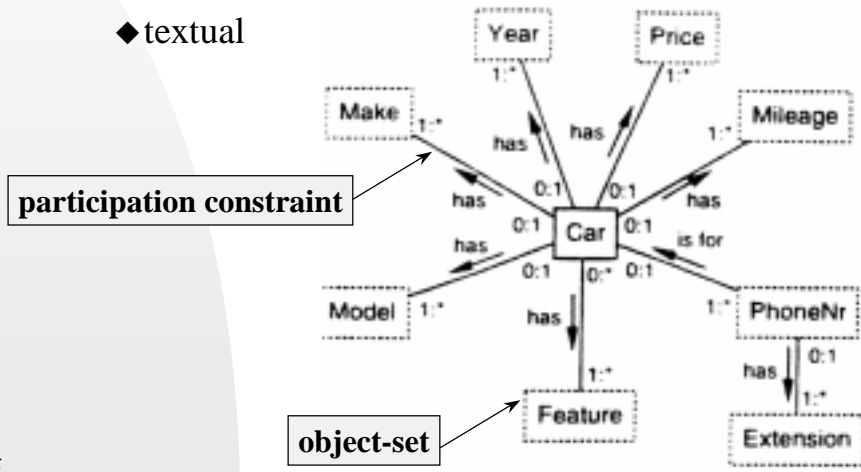 ◆textual
Year
Price
1:*
1:*
Make
Mileage
1:*
1:*
has
has
participation constraint
has
0:1
0:1
has
0:1
Car
0:1
is for
has
0:1
0:*
0:1
Model
1:*
has
1:*
PhoneNr
0:1
has
1:*
1:*
object-set
Feature
Extension